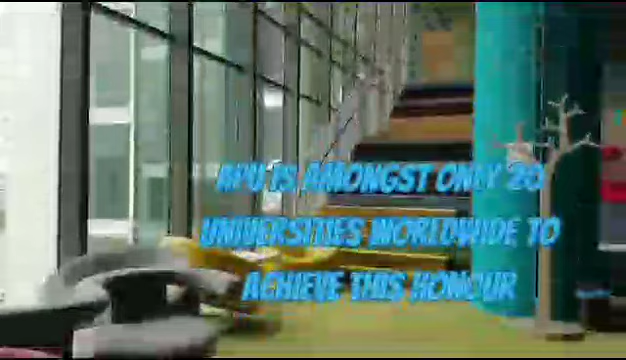 APU IS AMONGST ONLY 20
UNIVERSITIES WORLDWIDE TO
ACHIEVE THIS HONOUR